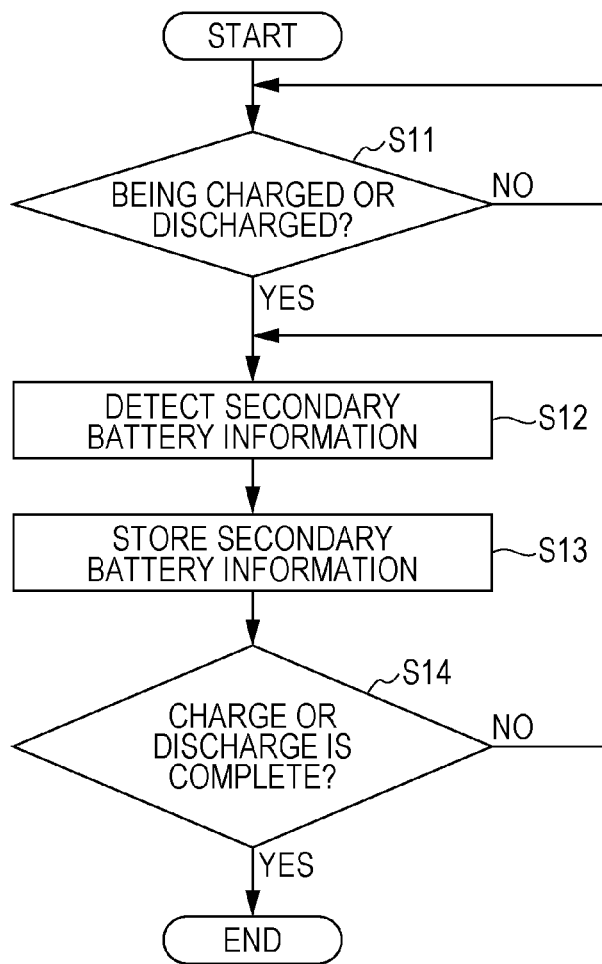 START
S11
BEING CHARGED OR
DISCHARGED?
NO
YES
DETECT SECONDARY
BATTERY INFORMATION
S12
STORE SECONDARY
BATTERY INFORMATION
S13
S14
CHARGE OR
DISCHARGE IS
COMPLETE?
NO
YES
END